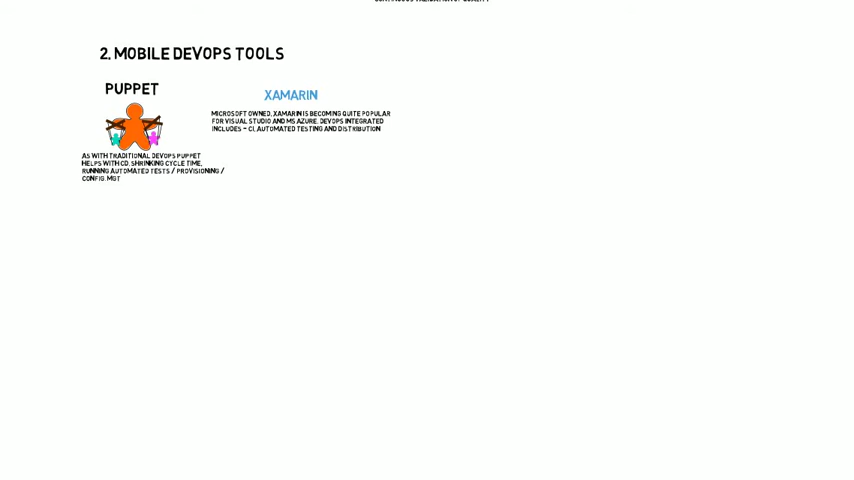 2. MOBILE DEVOPS TOOLS
PUPPET
XAMARIN
MICROSOFT OWNED, XAMARIN IS BECOMING QUITE POPULAR
FOR VISUAL STUDIO AND MS AZURE. DEVOPS INTEGRATED
INCLUDES - CI, AUTOMATED TESTING AND DISTRIBUTION
AS WITH TRADITIONAL DEVOPS PUPPET
HELPS WITH CD, SHRINKING CYCLE TIME,
RUNNING AUTOMATED TESTS / PROVISIONING /
CONFIG. MGT